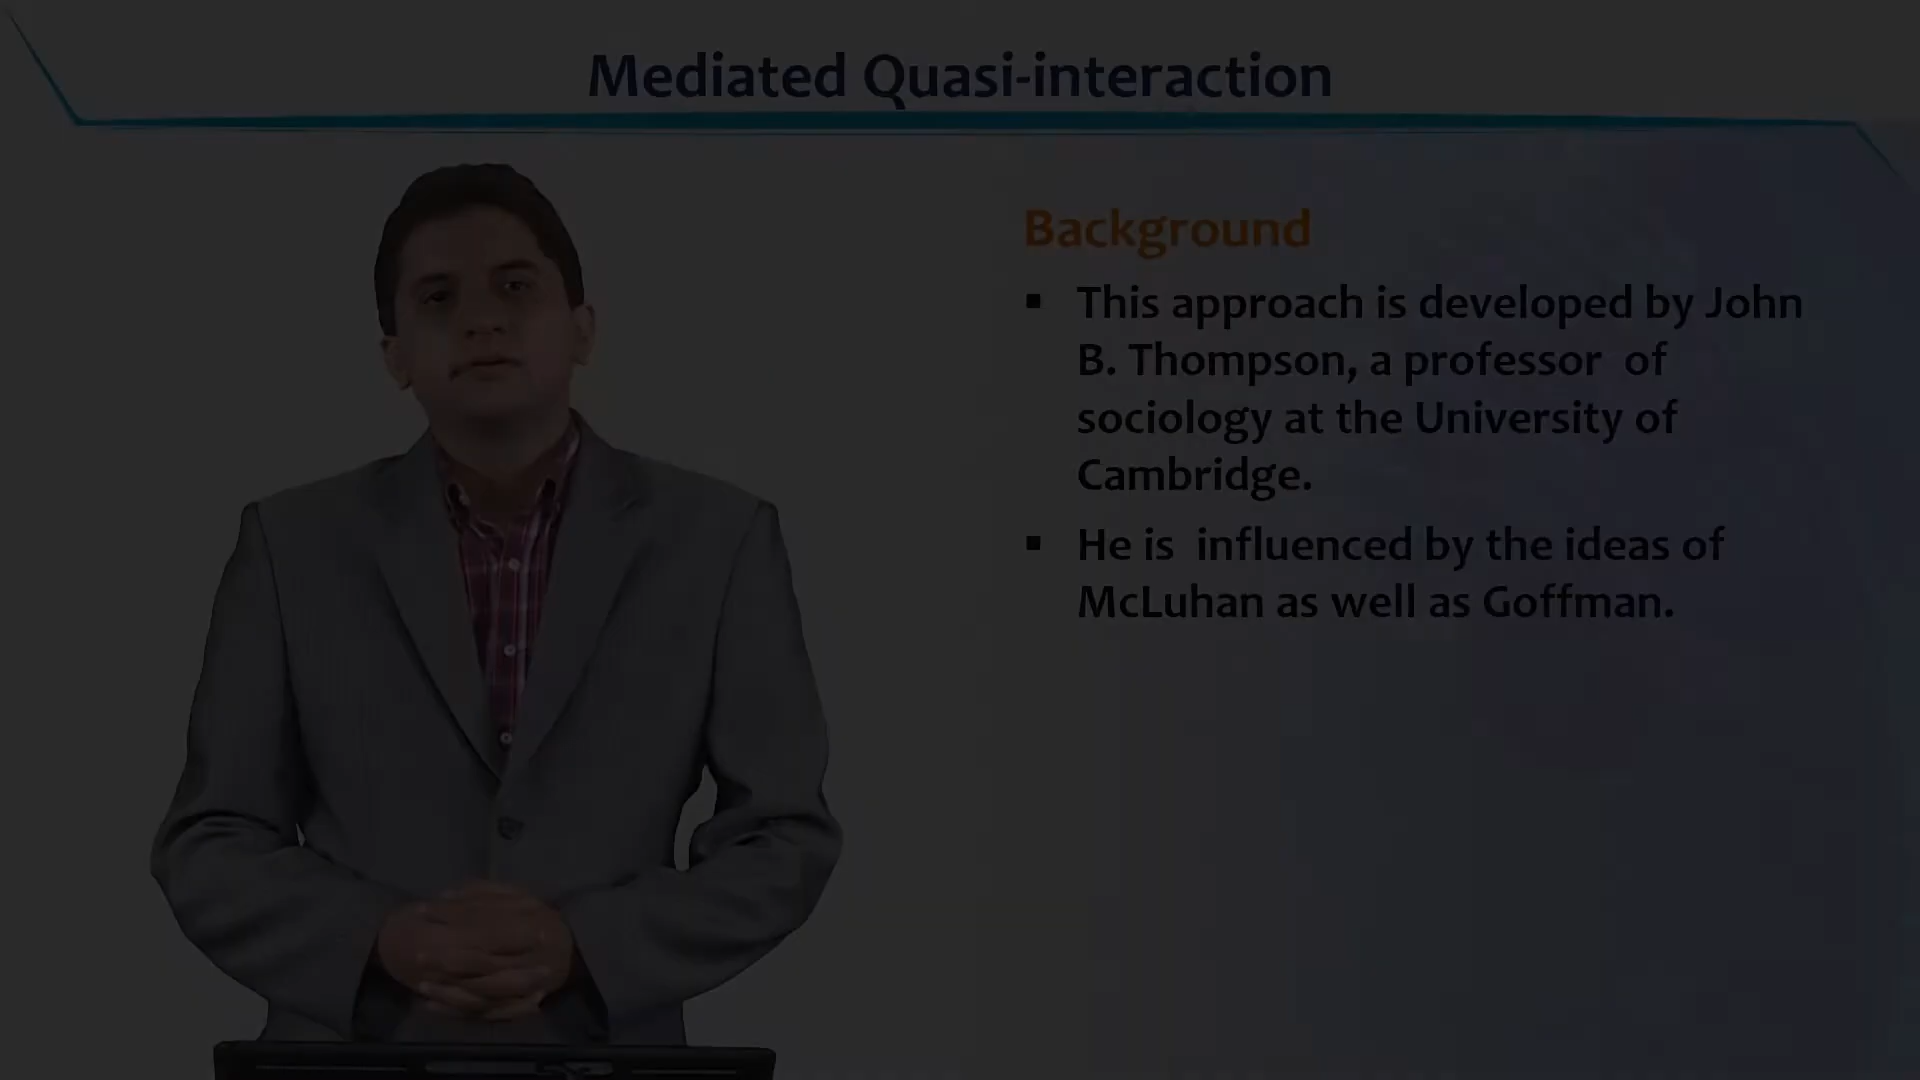 Mediated Quasi-interaction
Background
▪ This approach is developed by John
B. Thompson, a professor of
sociology at the University of
Cambridge.
▪ He is influenced by the ideas of
McLuhan as well as Goffman.